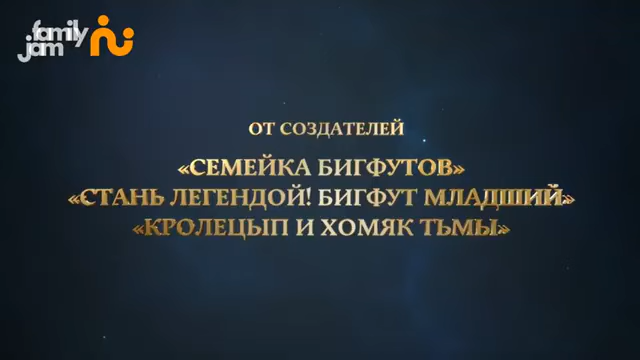 family
jam
ОТ СОЗДАТЕЛЕЙ
«СЕМЕЙКА БИГФУТОВ»
«СТАНЬ ЛЕГЕНДОЙ! БИГФУТ МЛАДШИЙ»
«КРОЛЕЦЫП И ХОМЯК ТЬМЫ»